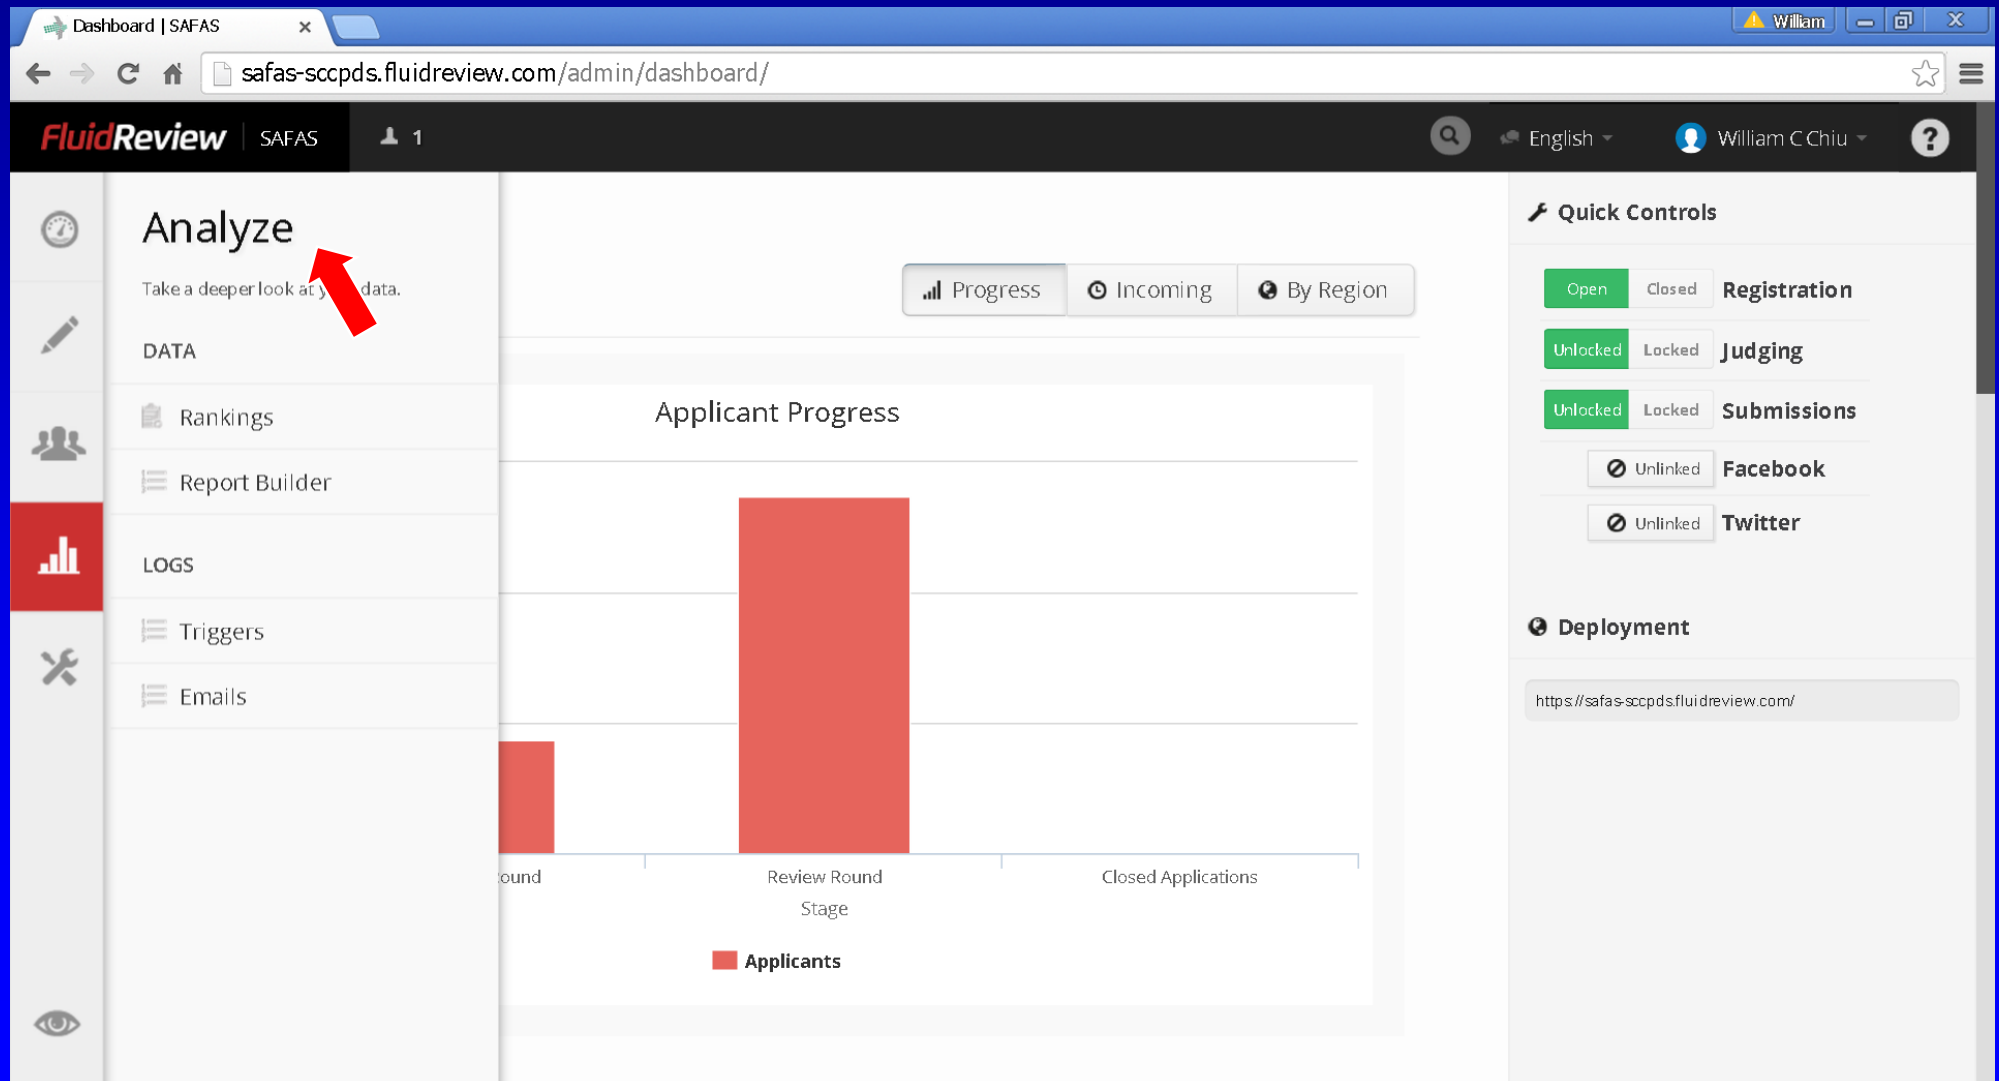 Dashboard | SAFAS
William
safas-sccpds.fluidreview.com/admin/dashboard/
FluidReview SAFAS 1 English William C Chiu ?
Analyze
Take a deeper look at data.
DATA
Rankings
Report Builder
LOGS
Triggers
Emails
Progress Incoming By Region
Applicant Progress
Review Round Closed Applications
Stage
Applicants
Quick Controls
Open Closed Registration
Unlocked Locked Judging
Unlocked Locked Submissions
Unlinked Facebook
Unlinked Twitter
Deployment
https://safas-sccpds.fluidreview.com/